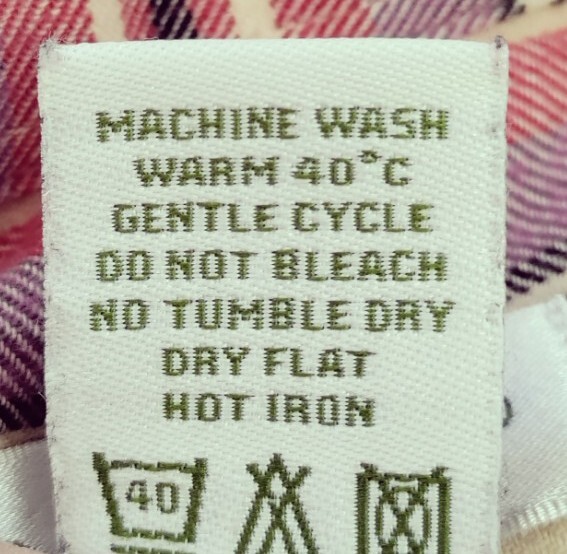 MACHINE WASH
WARM 40°C
GENTLE CYCLE
DO NOT BLEACH
NO TUMBLE DRY
DRY FLAT
HOT IRON
40